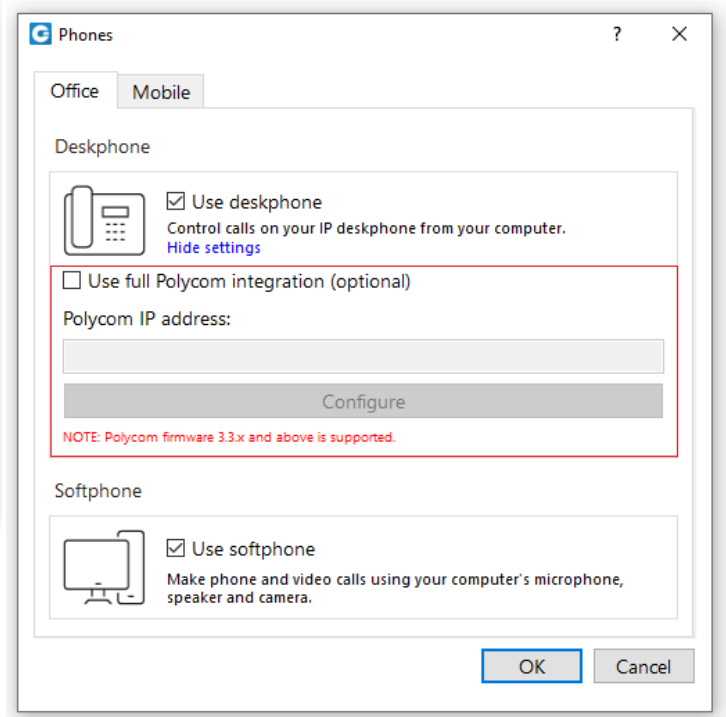 Phones
Office
Mobile
Deskphone
Use deskphone
Control calls on your IP deskphone from your computer.
Hide settings
Use full Polycom integration (optional)
Polycom IP address:
Configure
NOTE: Polycom firmware 3.3.x and above is supported.
Softphone
Use softphone
Make phone and video calls using your computer's microphone,
speaker and camera.
OK
Cancel